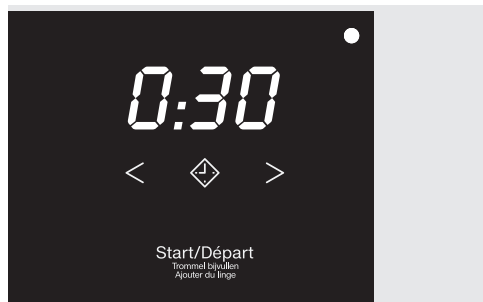 0:30
< >
Start/Départ
Trommel bijvullen
Ajouter du linge